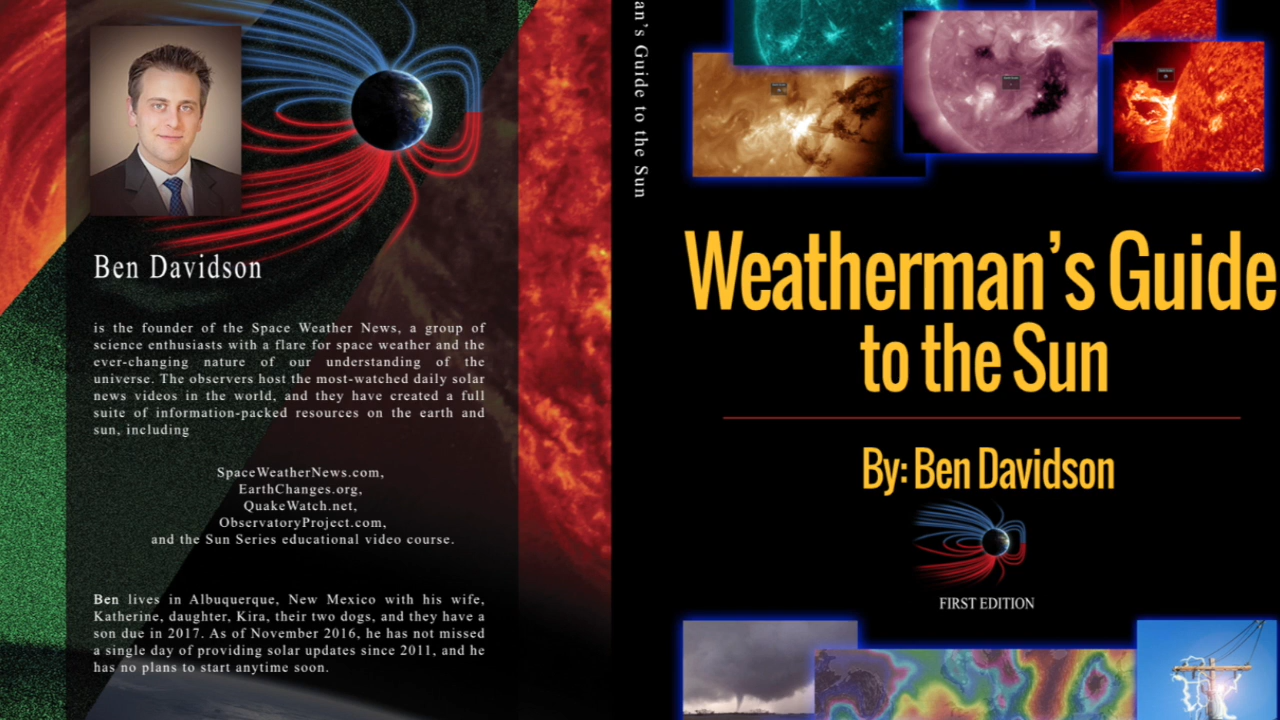 Ben Davidson
is the founder of the Space Weather News, a group of
science enthusiasts with a flare for space weather and the
ever-changing nature of our understanding of the
universe. The observers host the most-watched daily solar
news videos in the world, and they have created a full
suite of information-packed resources on the earth and
sun, including
SpaceWeatherNews.com,
EarthChanges.org,
QuakeWatch.net,
ObservatoryProject.com,
and the Sun Series educational video course.
Ben lives in Albuquerque, New Mexico with his wife,
Katherine, daughter, Kira, their two dogs, and they have a
son due in 2017. As of November 2016, he has not missed
a single day of providing solar updates since 2011, and he
has no plans to start anytime soon.
an's Guide to the Sun
Weatherman's Guide
to the Sun
By: Ben Davidson
FIRST EDITION